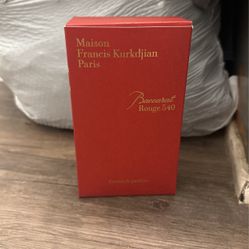 Maison
Francis Kurkdjian
Paris
Baccarat
Rouge 540